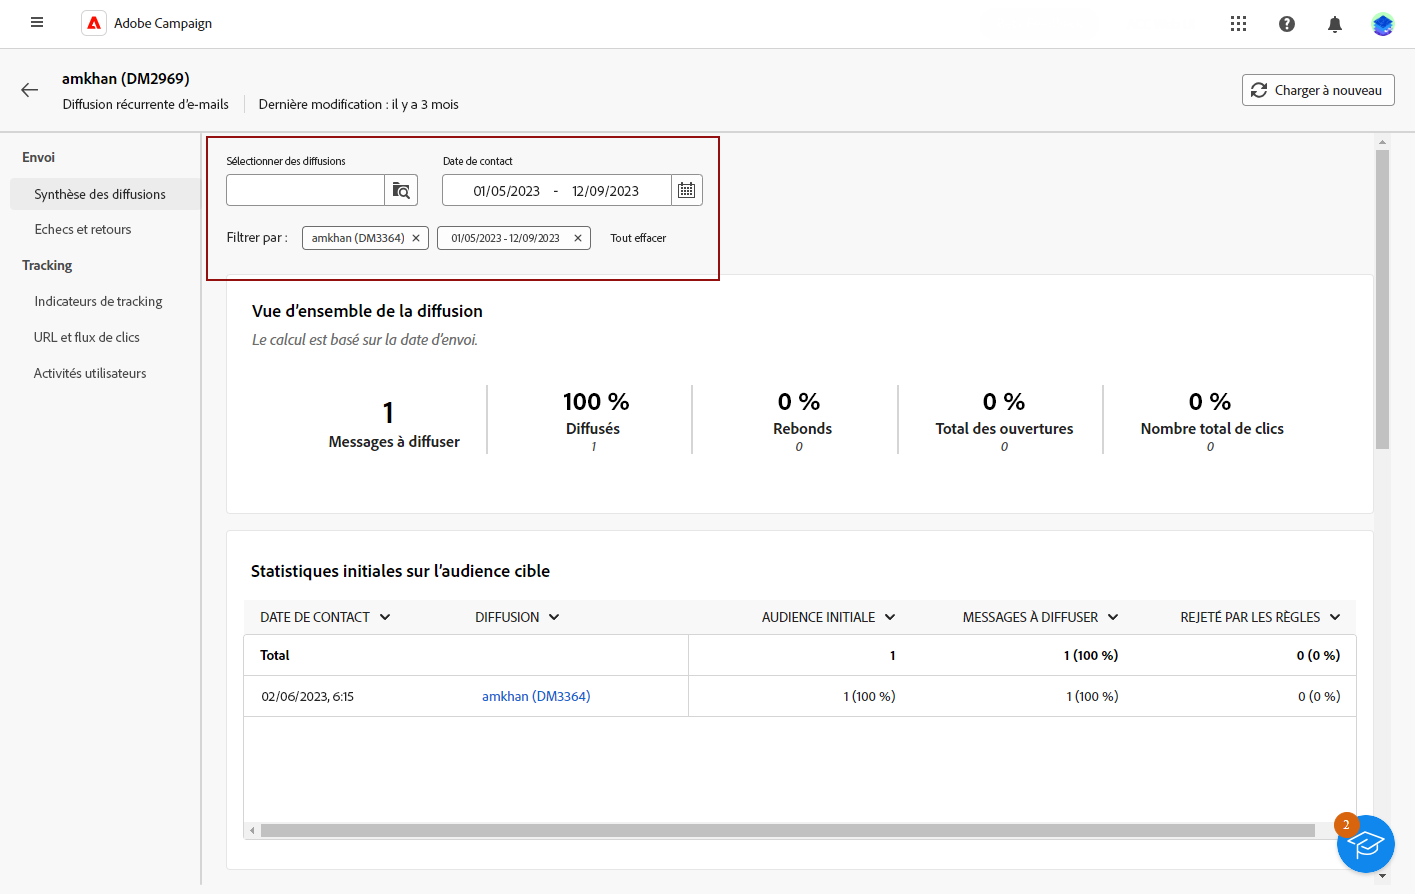 Adobe Campaign
amkhan (DM2969)
Diffusion récurrente d'e-mails
Dernière modification : il y a 3 mois
Charger à nouveau
Envoi
Synthèse des diffusions
Echecs et retours
Tracking
Indicateurs de tracking
URL et flux de clics
Activités utilisateurs
Sélectionner des diffusions
Date de contact
01/05/2023 - 12/09/2023
Filtrer par : amkhan (DM3364) 01/05/2023 - 12/09/2023 Tout effacer
Vue d'ensemble de la diffusion
Le calcul est basé sur la date d'envoi.
1
Messages à diffuser
100 %
Diffusés
1
0 %
Rebonds
0
0 %
Total des ouvertures
0
0 %
Nombre total de clics
0
Statistiques initiales sur l'audience cible
DATE DE CONTACT DIFFUSION AUDIENCE INITIALE MESSAGES À DIFFUSER REJETÉ PAR LES RÈGLES
Total 1 1 (100 %) 0 (0 %)
02/06/2023, 6:15 amkhan (DM3364) 1 (100 %) 1 (100 %) 0 (0 %)
2